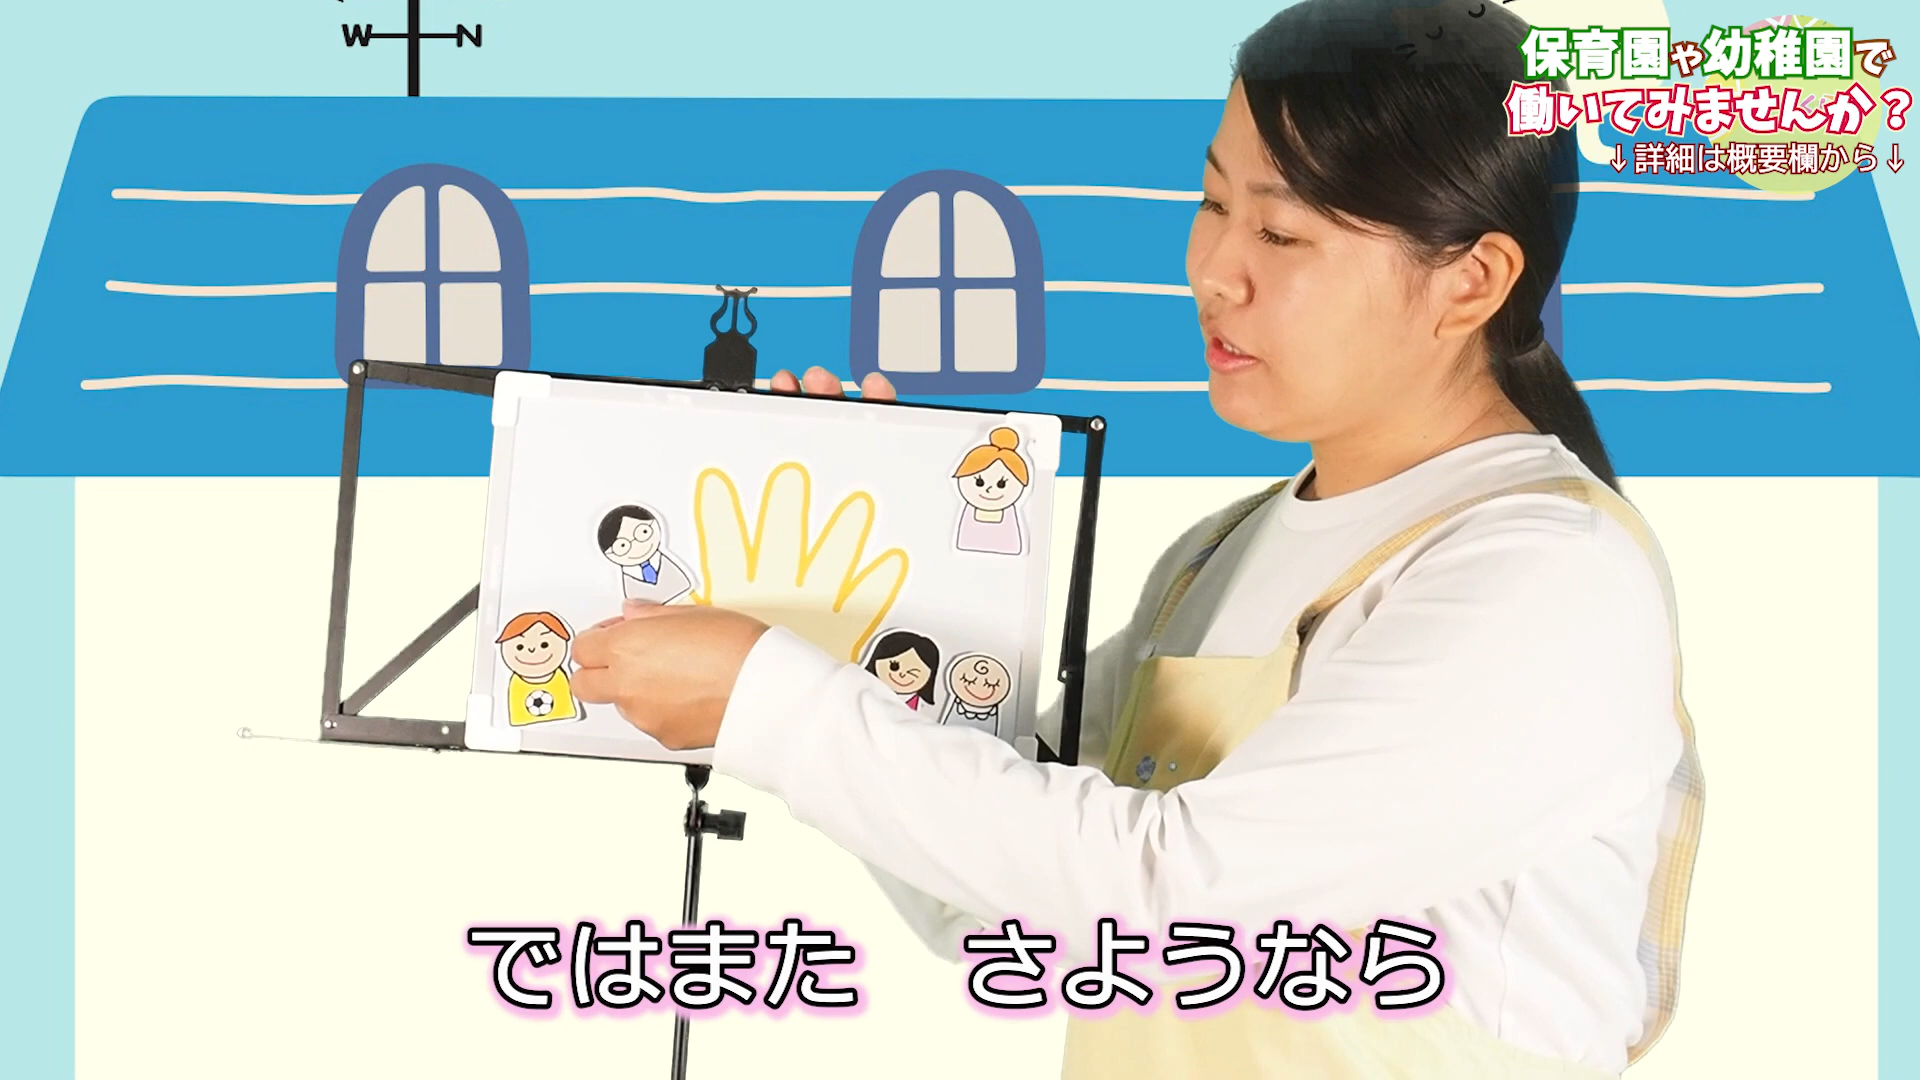 W N
保育園や幼稚園で
働いてみませんか？
↓詳細は概要欄から↓
ではまた さようなら